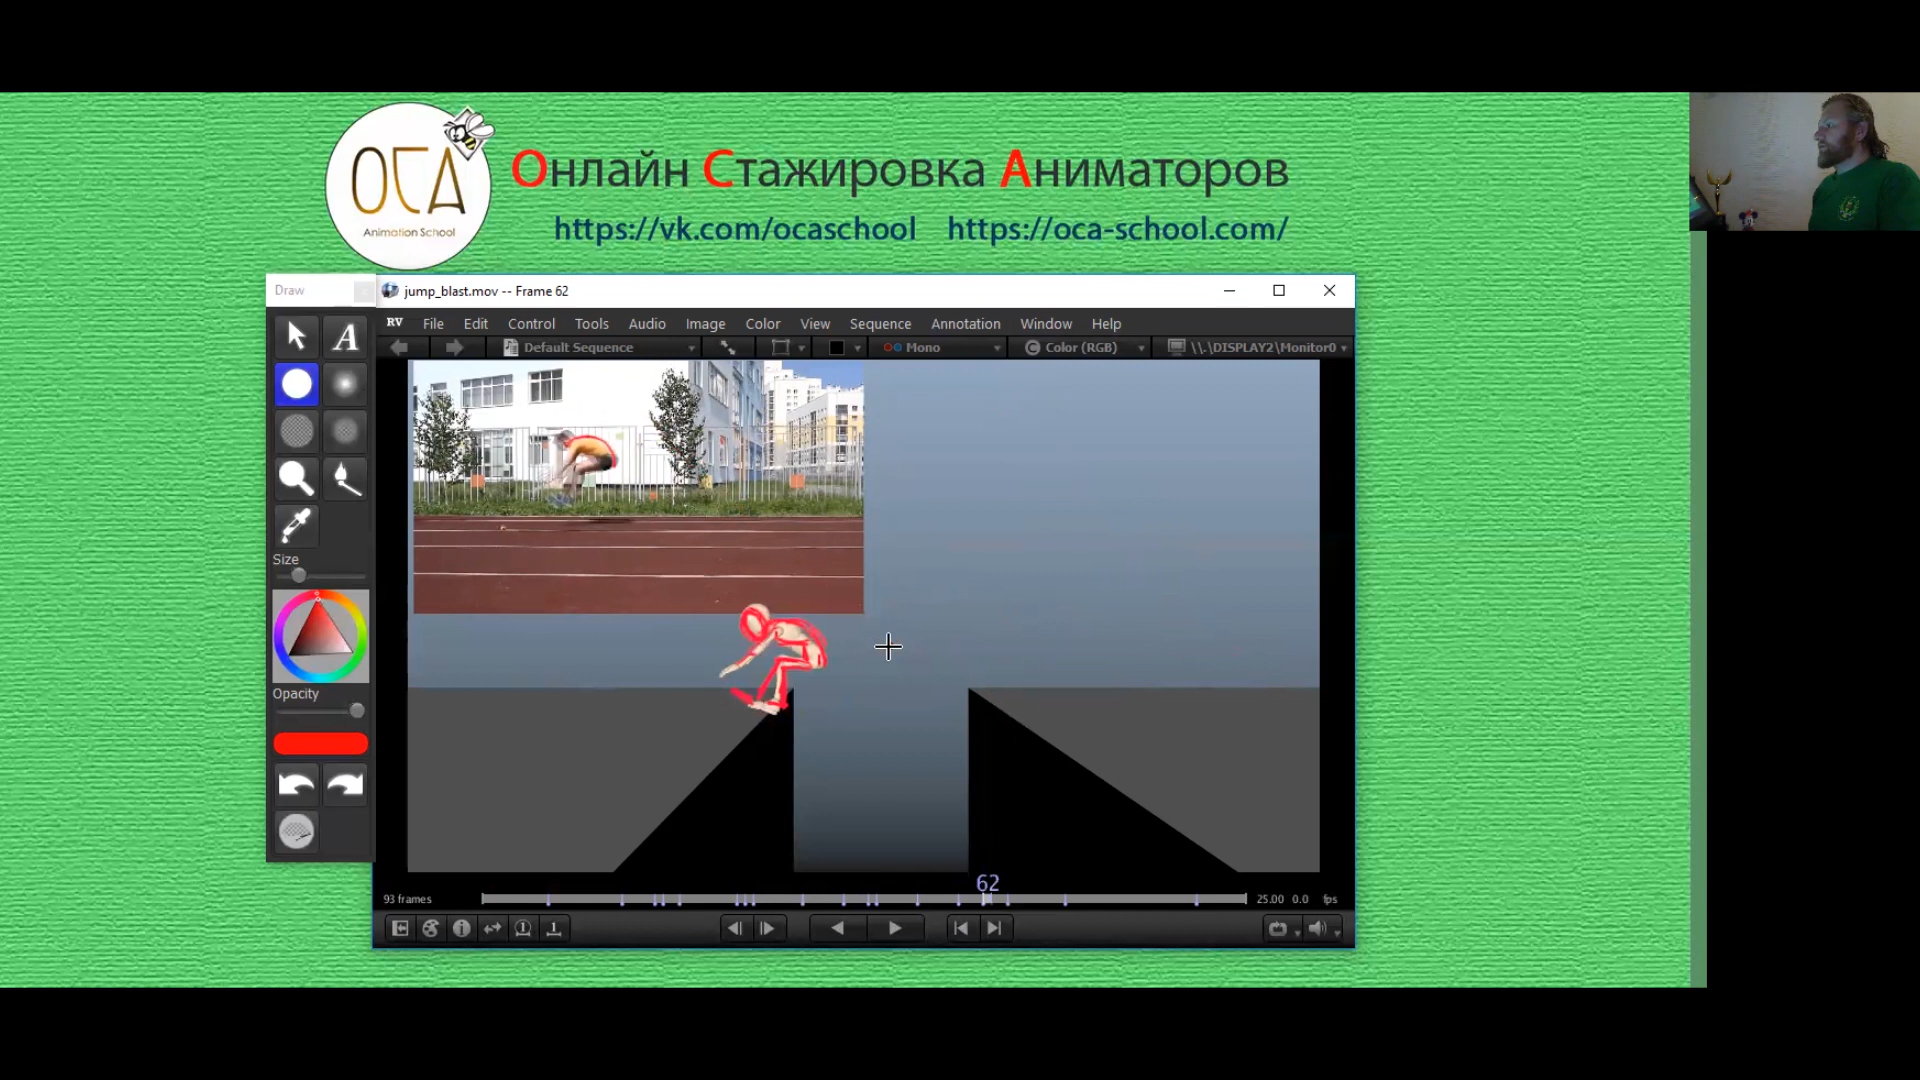 OCA
Animation School
Онлайн Стажировка Аниматоров
https://vk.com/ocaschool https://oca-school.com/
Draw
jump_blast.mov -- Frame 62
RV File Edit Control Tools Audio Image Color View Sequence Annotation Window Help
Default Sequence Mono Color (RGB) \\.\DISPLAY2\Monitor0
A
Size
Opacity
62
93 frames 25.00 0.0 fps